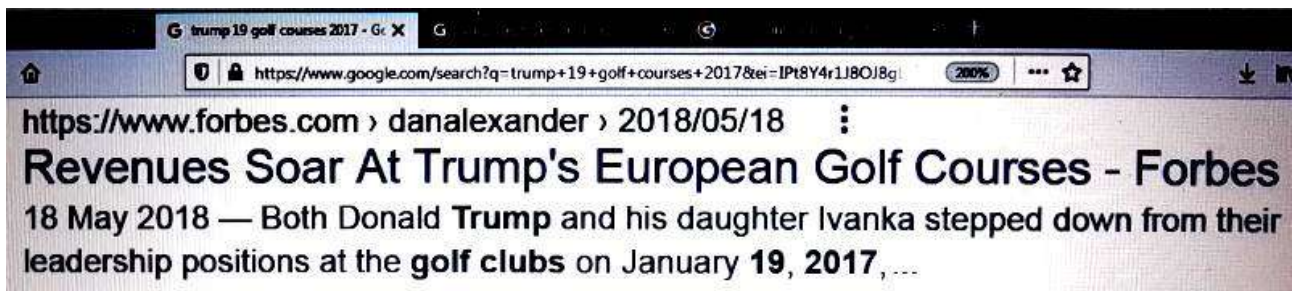 G trump 19 golf courses 2017 - Gc X G G
https://www.google.com/search?q=trump+19+golf+courses+2017&ei=IPt8Y4r1J8OJ8g 200% ...
https://www.forbes.com › danalexander › 2018/05/18
Revenues Soar At Trump's European Golf Courses - Forbes
18 May 2018 — Both Donald Trump and his daughter Ivanka stepped down from their
leadership positions at the golf clubs on January 19, 2017, ...